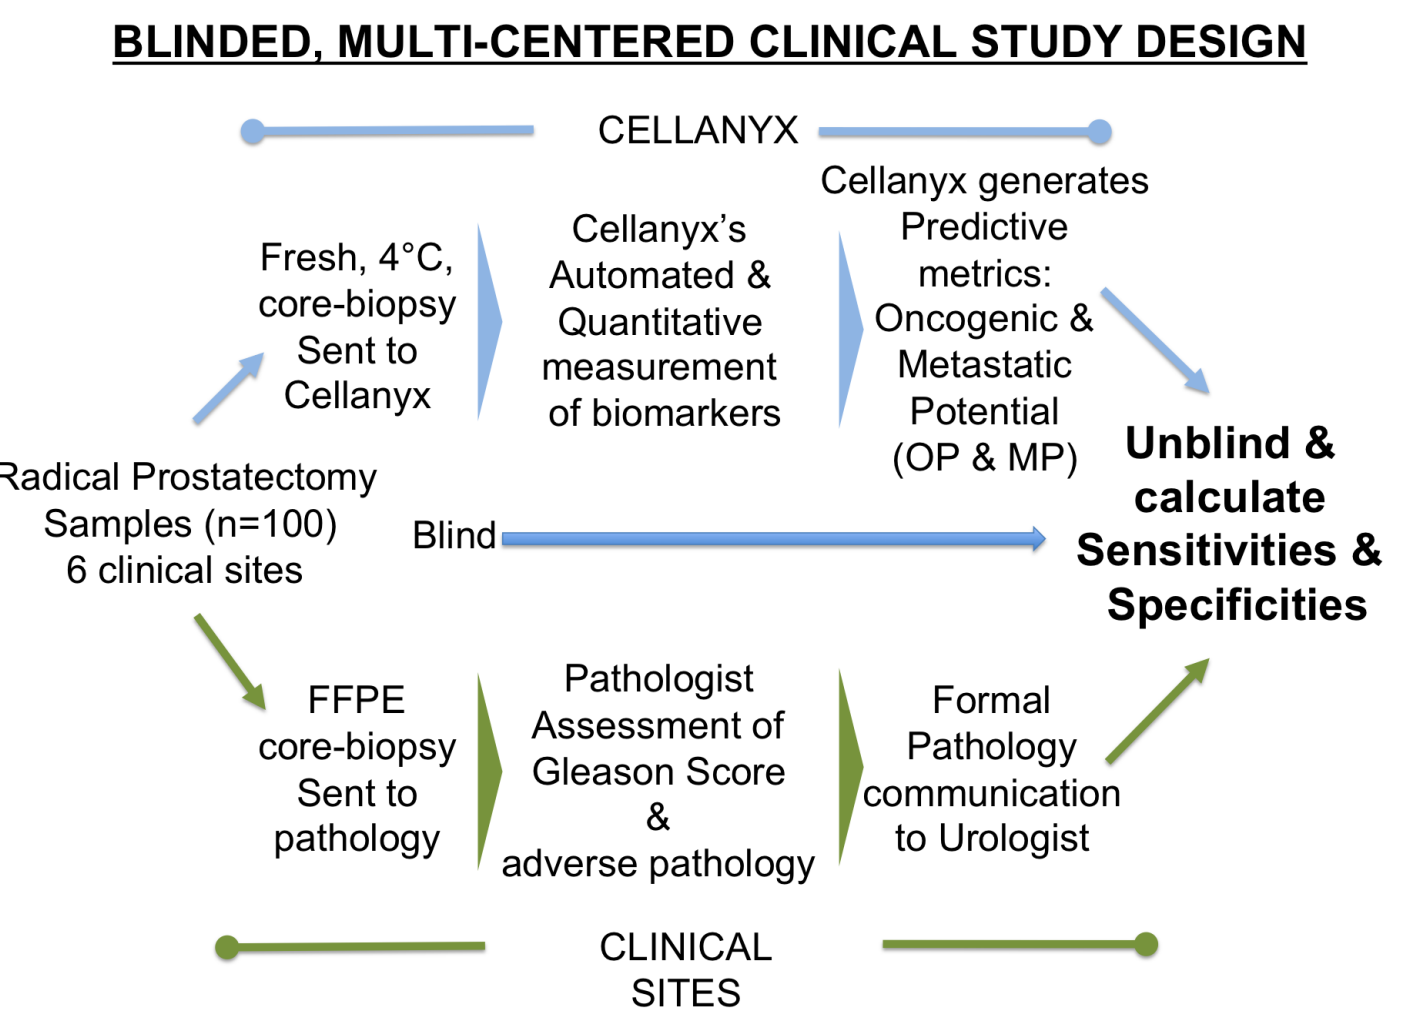 BLINDED, MULTI-CENTERED CLINICAL STUDY DESIGN
CELLANYX
Fresh, 4°C,
core-biopsy
Sent to
Cellanyx
Cellanyx’s
Automated &
Quantitative
measurement
of biomarkers
Cellanyx generates
Predictive
metrics:
Oncogenic &
Metastatic
Potential
(OP & MP)
Radical Prostatectomy
Samples (n=100)
6 clinical sites
Blind
Unblind &
calculate
Sensitivities &
Specificities
FFPE
core-biopsy
Sent to
pathology
Pathologist
Assessment of
Gleason Score
&
adverse pathology
Formal
Pathology
communication
to Urologist
CLINICAL
SITES